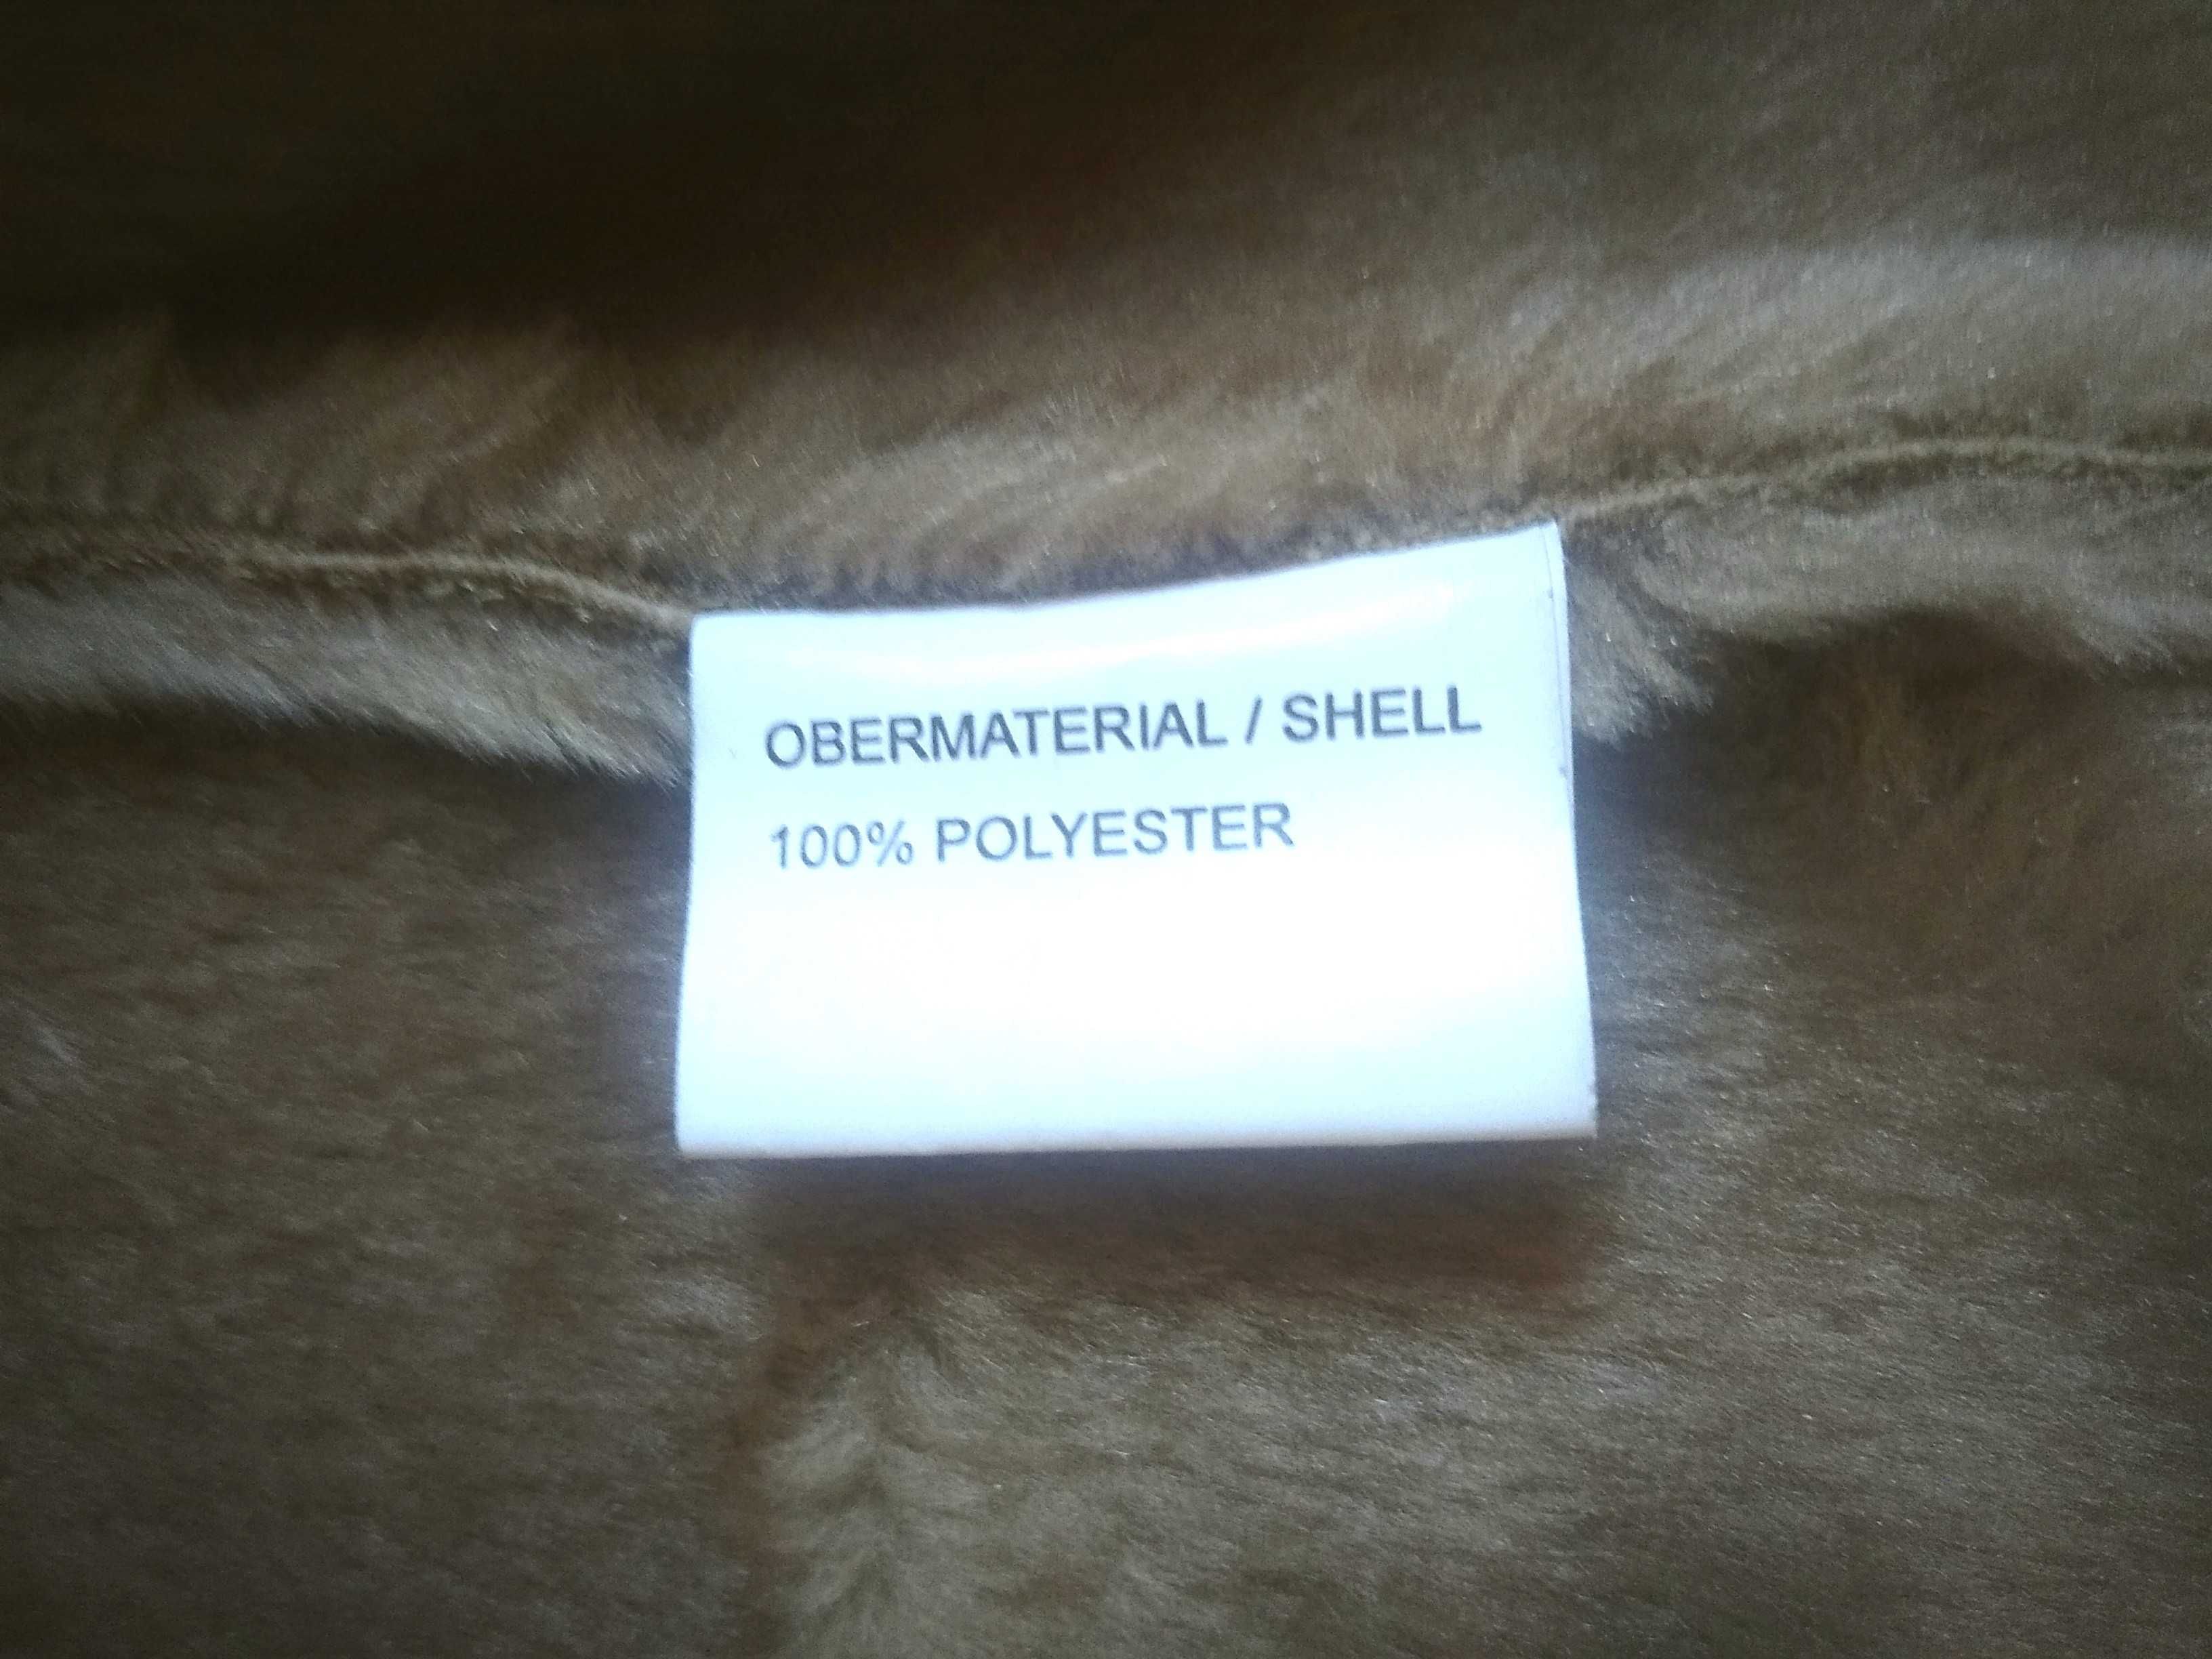 OBERMATERIAL / SHELL
100% POLYESTER